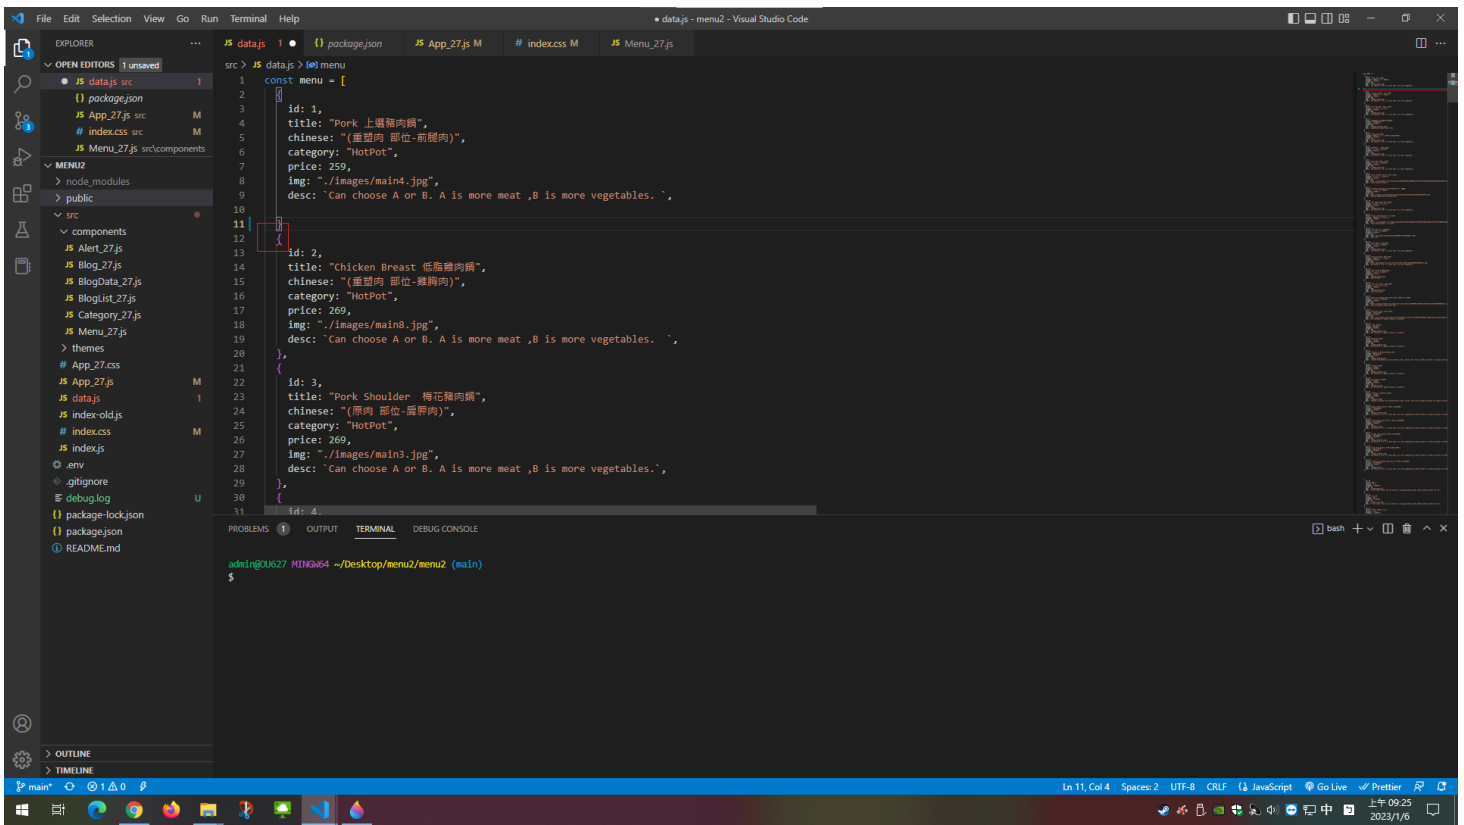 File Edit Selection View Go Run Terminal Help
● data.js - menu2 - Visual Studio Code
EXPLORER
OPEN EDITORS 1 unsaved
● JS data.js src 1
{} package.json
JS App_27.js src M
# index.css src M
JS Menu_27.js src\components
MENU2
> node_modules
> public
src
components
JS Alert_27.js
JS Blog_27.js
JS BlogData_27.js
JS BlogList_27.js
JS Category_27.js
JS Menu_27.js
> themes
# App_27.css
JS App_27.js M
JS data.js 1
JS index-old.js
# index.css M
JS index.js
.env
.gitignore
debug.log U
{} package-lock.json
{} package.json
README.md
> OUTLINE
> TIMELINE
JS data.js 1 ● {} package.json JS App_27.js M # index.css M JS Menu_27.js
src > JS data.js > menu
1 const menu = [
2 {
3 id: 1,
4 title: "Pork 上選豬肉鍋",
5 chinese: "(重塑肉 部位-前腿肉)",
6 category: "HotPot",
7 price: 259,
8 img: "./images/main4.jpg",
9 desc: `Can choose A or B. A is more meat ,B is more vegetables. `,
10
11 }
12 {
13 id: 2,
14 title: "Chicken Breast 低脂雞肉鍋",
15 chinese: "(重塑肉 部位-雞胸肉)",
16 category: "HotPot",
17 price: 269,
18 img: "./images/main8.jpg",
19 desc: `Can choose A or B. A is more meat ,B is more vegetables.  `,
20 },
21 {
22 id: 3,
23 title: "Pork Shoulder  梅花豬肉鍋",
24 chinese: "(原肉 部位-肩胛肉)",
25 category: "HotPot",
26 price: 269,
27 img: "./images/main3.jpg",
28 desc: `Can choose A or B. A is more meat ,B is more vegetables.`,
29 },
30 {
31 id: 4,
PROBLEMS 1 OUTPUT TERMINAL DEBUG CONSOLE
bash
admin@OU627 MINGW64 ~/Desktop/menu2/menu2 (main)
$
main* 1 0
Ln 11, Col 4 Spaces: 2 UTF-8 CRLF JavaScript Go Live Prettier
中
上午 09:25
2023/1/6